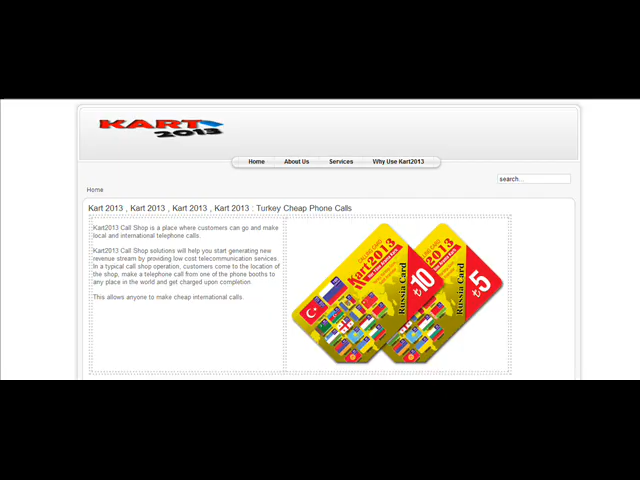 KART
2013
Home About Us Services Why Use Kart2013
search...
Home
Kart 2013 , Kart 2013 , Kart 2013 , Kart 2013 : Turkey Cheap Phone Calls
Kart2013 Call Shop is a place where customers can go and make
local and international telephone calls.
Kart2013 Call Shop solutions will help you start generating new
revenue stream by providing low cost telecommunication services.
In a typical call shop operation, customers come to the location of
the shop, make a telephone call from one of the phone booths to
any place in the world and get charged upon completion.
This allows anyone to make cheap international calls.
CALLING CARD
Kart2013
Russia Card
₺10
2013
Russia Card
₺5